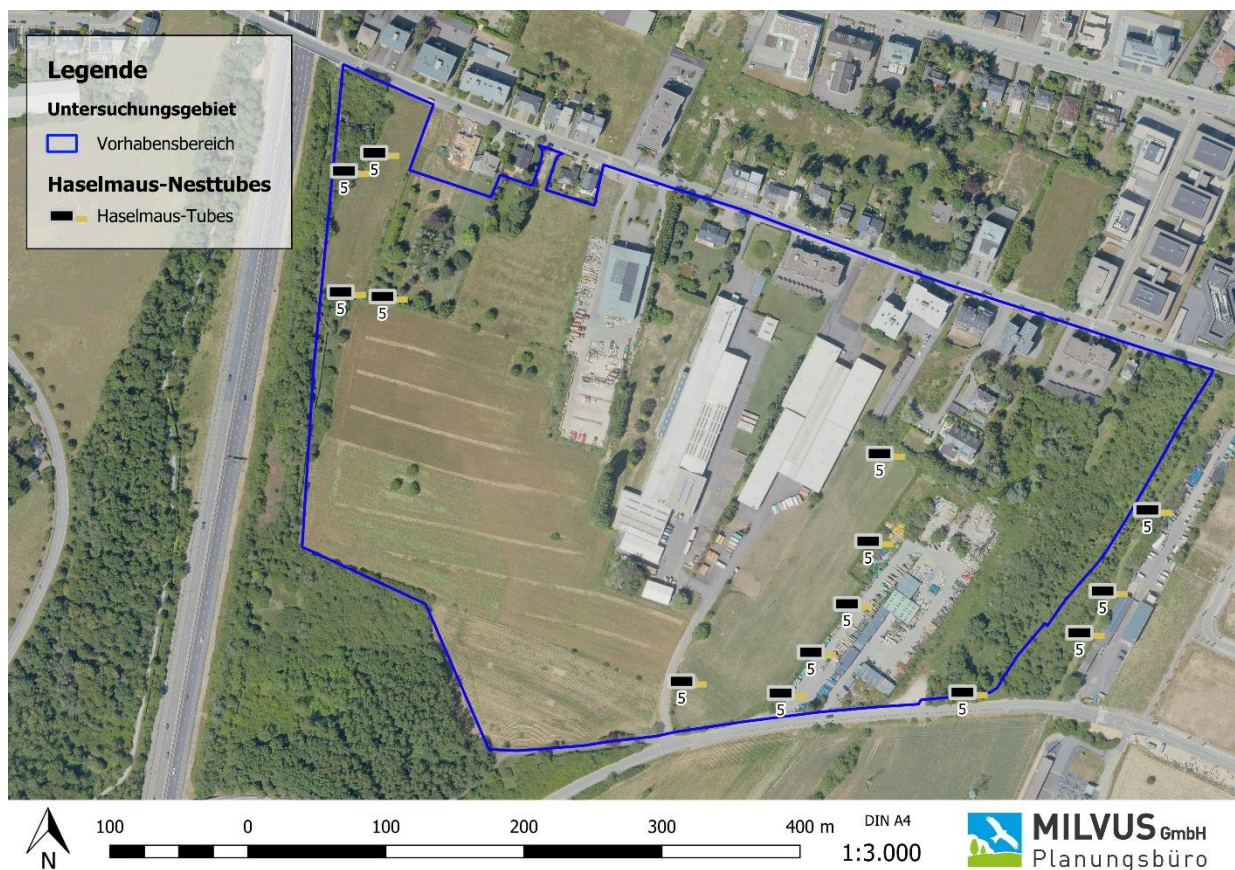 Legende
Untersuchungsgebiet
Vorhabensbereich
Haselmaus-Nesttubes
Haselmaus-Tubes
5
5
5
5
5
5
5
5
5
5
5
5
5
5
N
100 0 100 200 300 400 m
DIN A4
1:3.000
MILVUS GmbH
Planungsbüro